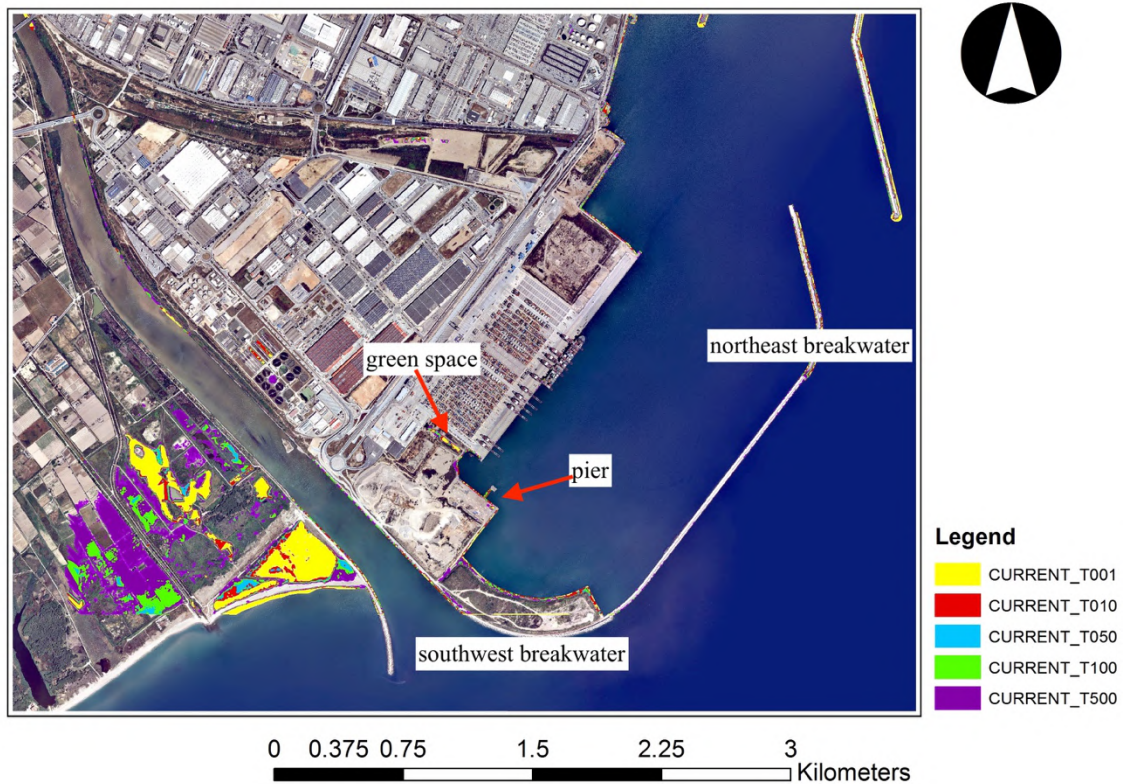 northeast breakwater
green space
pier
southwest breakwater
Legend
CURRENT_T001
CURRENT_T010
CURRENT_T050
CURRENT_T100
CURRENT_T500
0 0.375 0.75 1.5 2.25 3
Kilometers